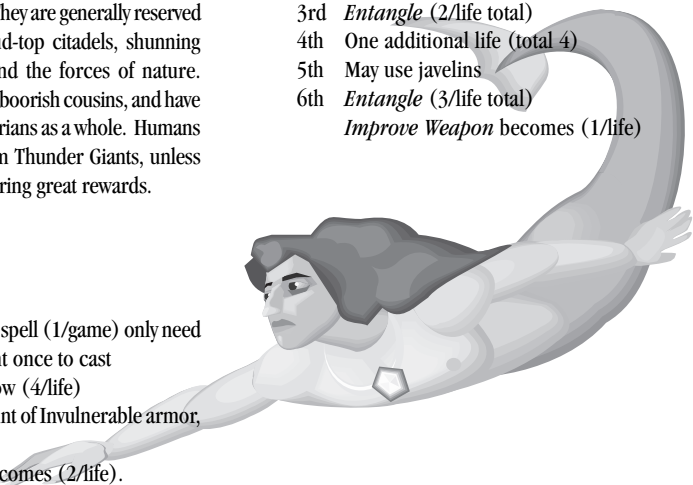 They are generally reserved
d-top citadels, shunning
nd the forces of nature.
boorish cousins, and have
rians as a whole. Humans
Thunder Giants, unless
ring great rewards.
spell (1/game) only need
once to cast
(4/life)
of Invulnerable armor,
comes (2/life).
3rd Entangle (2/life total)
4th One additional life (total 4)
5th May use javelins
6th Entangle (3/life total)
Improve Weapon becomes (1/life)